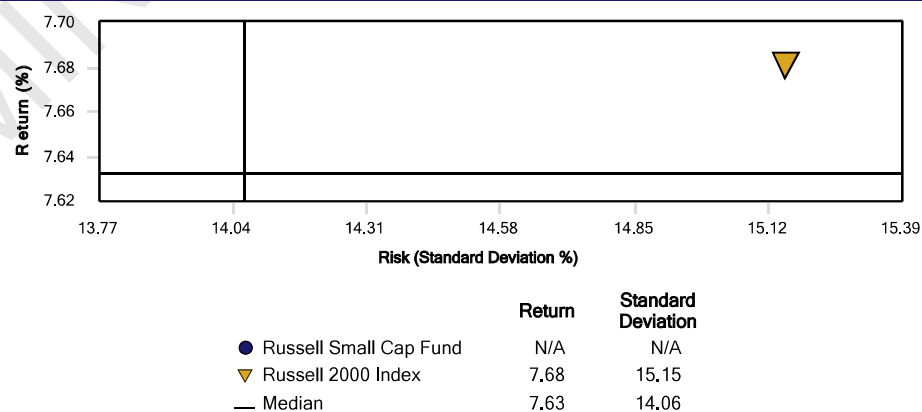 7.70
7.68
7.66
7.64
7.62
Return (%)
13.77 14.04 14.31 14.58 14.85 15.12 15.39
Risk (Standard Deviation %)
Return Standard Deviation
Russell Small Cap Fund N/A N/A
Russell 2000 Index 7.68 15.15
Median 7.63 14.06